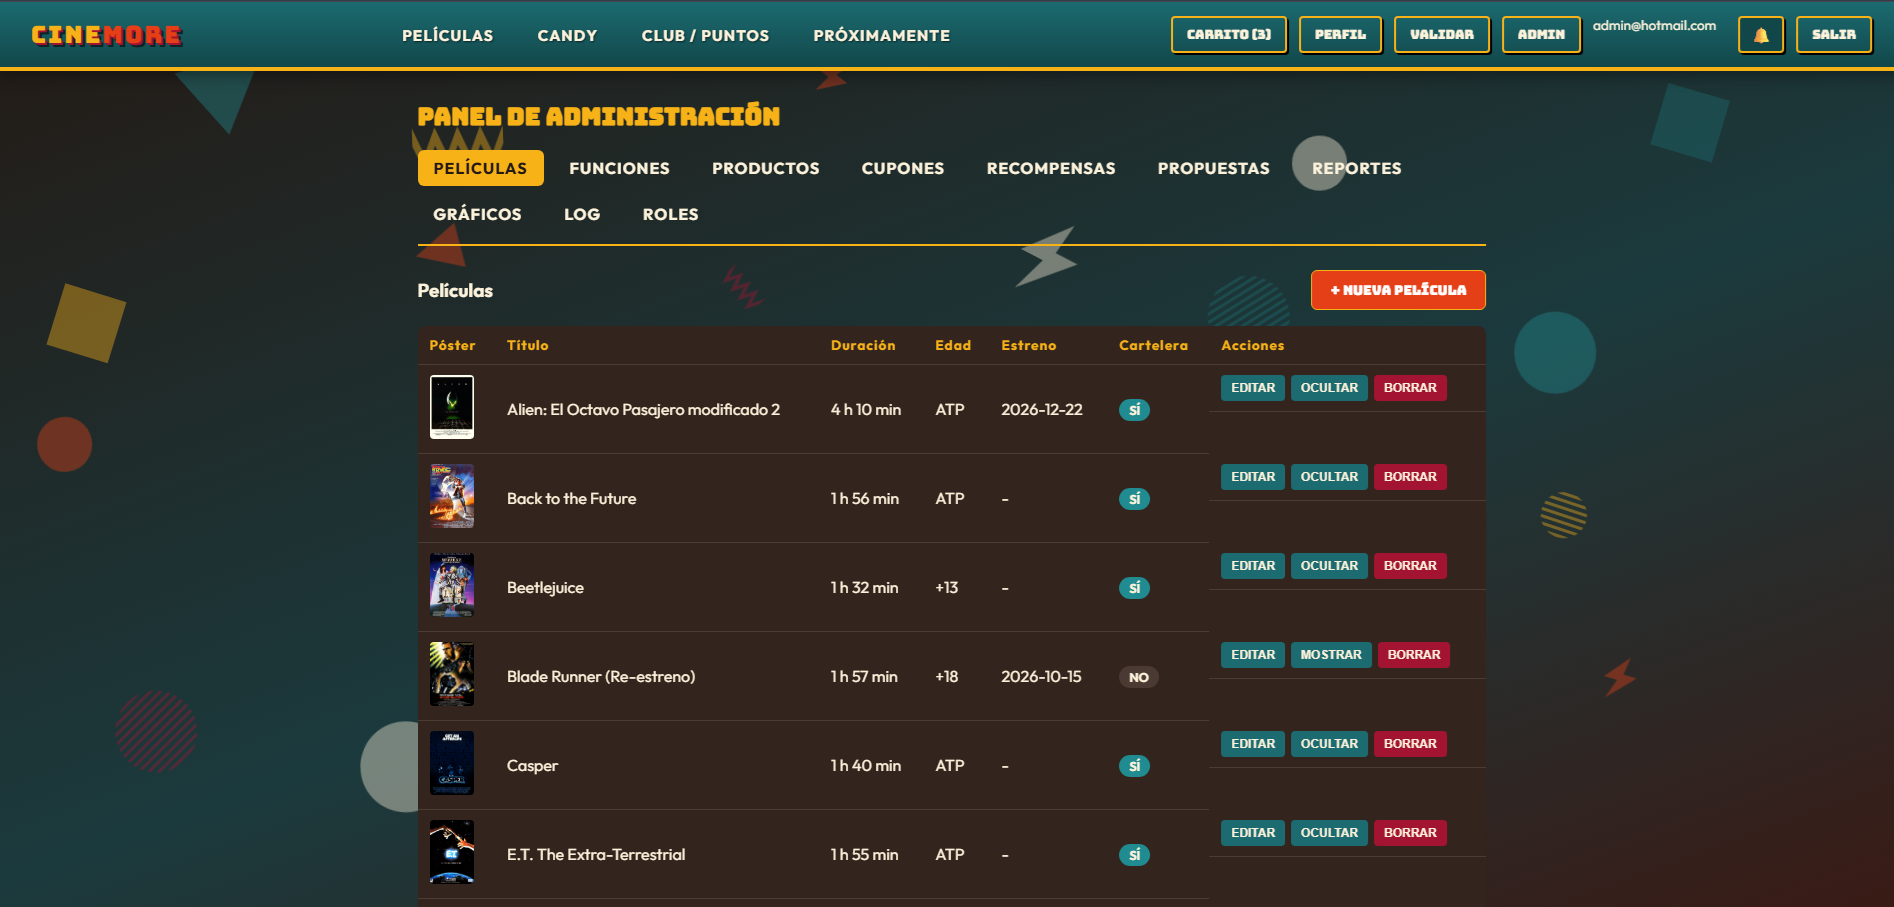 CINEMORE
PELÍCULAS CANDY CLUB / PUNTOS PRÓXIMAMENTE
CARRITO (3) PERFIL VALIDAR ADMIN admin@hotmail.com SALIR
PANEL DE ADMINISTRACIÓN
PELÍCULAS FUNCIONES PRODUCTOS CUPONES RECOMPENSAS PROPUESTAS REPORTES
GRÁFICOS LOG ROLES
Películas + NUEVA PELÍCULA
Póster Título Duración Edad Estreno Cartelera Acciones
Alien: El Octavo Pasajero modificado 2 4 h 10 min ATP 2026-12-22 SÍ EDITAR OCULTAR BORRAR
Back to the Future 1 h 56 min ATP - SÍ EDITAR OCULTAR BORRAR
Beetlejuice 1 h 32 min +13 - SÍ EDITAR OCULTAR BORRAR
Blade Runner (Re-estreno) 1 h 57 min +18 2026-10-15 NO EDITAR MOSTRAR BORRAR
Casper 1 h 40 min ATP - SÍ EDITAR OCULTAR BORRAR
E.T. The Extra-Terrestrial 1 h 55 min ATP - SÍ EDITAR OCULTAR BORRAR